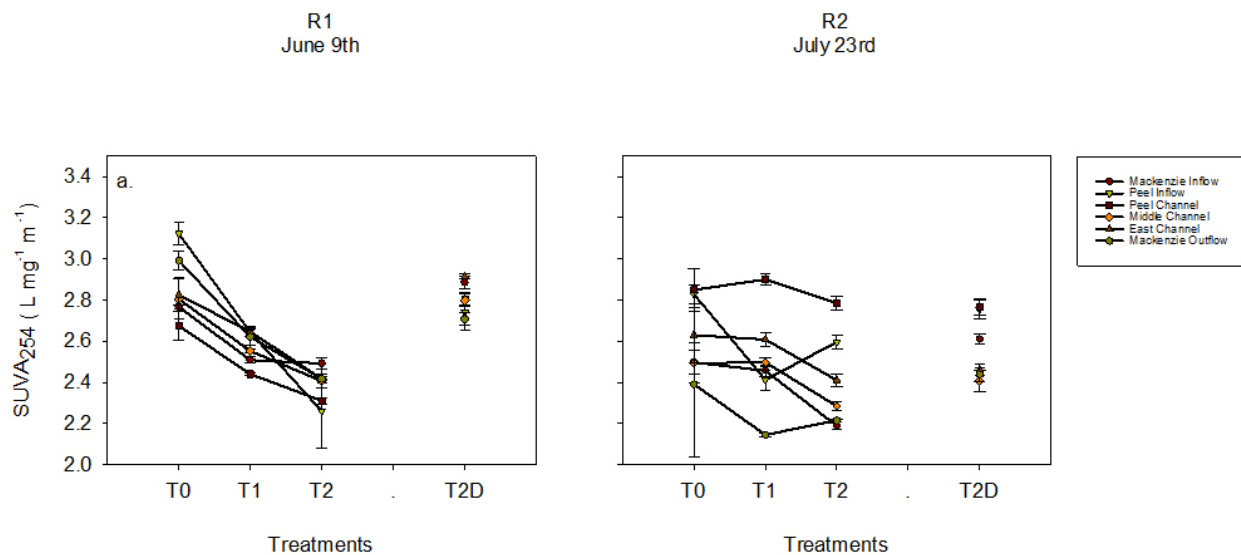 R1
June 9th
R2
July 23rd
a.
SUVA254 ( L mg-1 m-1)
3.4
3.2
3.0
2.8
2.6
2.4
2.2
2.0
T0 T1 T2 . T2D
Treatments
T0 T1 T2 . T2D
Treatments
Mackenzie Inflow
Peel Inflow
Peel Channel
Middle Channel
East Channel
Mackenzie Outflow